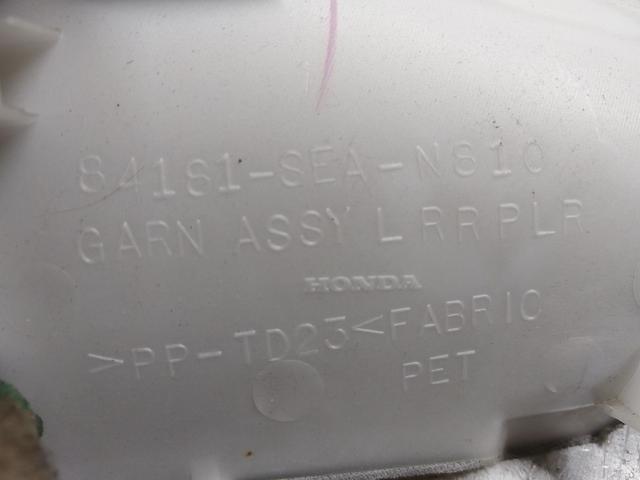 84181-SEA-N810
GARN ASSY L RR PLR
HONDA
>PP-TD23< FABRIC
PET